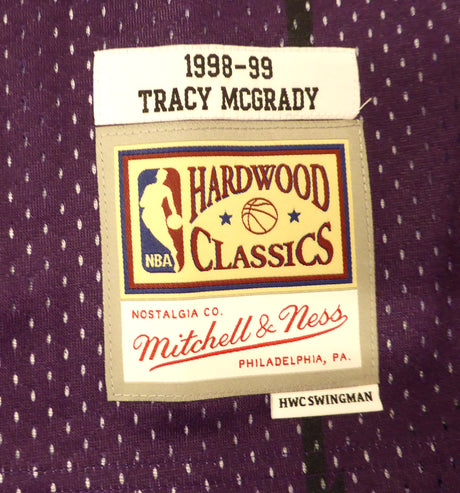 1998-99
TRACY MCGRADY
HARDWOOD
CLASSICS
NBA
NOSTALGIA CO.
Mitchell & Ness
PHILADELPHIA, PA.
HWC SWINGMAN